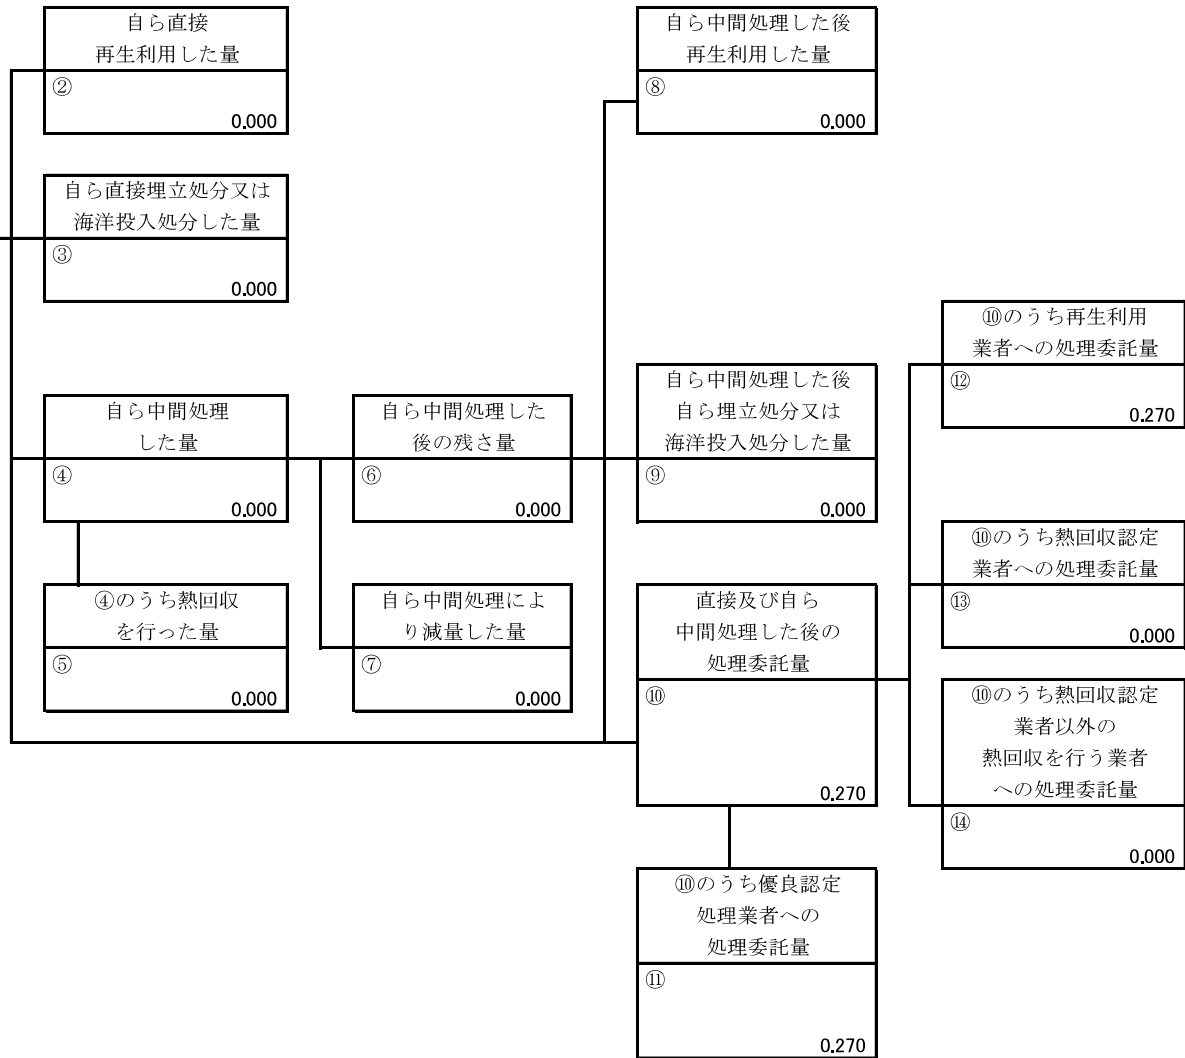 自ら直接
再生利用した量
②
0.000
自ら中間処理した後
再生利用した量
⑧
0.000
自ら直接埋立処分又は
海洋投入処分した量
③
0.000
⑩のうち再生利用
業者への処理委託量
⑫
0.270
自ら中間処理
した量
④
0.000
自ら中間処理した
後の残さ量
⑥
0.000
自ら中間処理した後
自ら埋立処分又は
海洋投入処分した量
⑨
0.000
⑩のうち熱回収認定
業者への処理委託量
⑬
0.000
④のうち熱回収
を行った量
⑤
0.000
自ら中間処理によ
り減量した量
⑦
0.000
直接及び自ら
中間処理した後の
処理委託量
⑩
0.270
⑩のうち熱回収認定
業者以外の
熱回収を行う業者
への処理委託量
⑭
0.000
⑩のうち優良認定
処理業者への
処理委託量
⑪
0.270